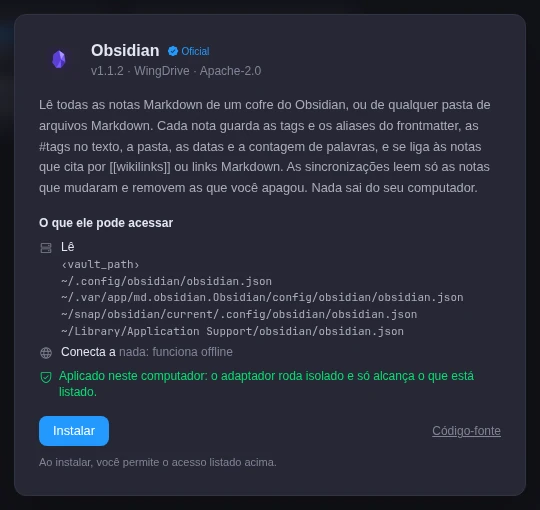 Obsidian Oficial
v1.1.2 · WingDrive · Apache-2.0
Lê todas as notas Markdown de um cofre do Obsidian, ou de qualquer pasta de
arquivos Markdown. Cada nota guarda as tags e os aliases do frontmatter, as
#tags no texto, a pasta, as datas e a contagem de palavras, e se liga às notas
que cita por [[wikilinks]] ou links Markdown. As sincronizações leem só as notas
que mudaram e removem as que você apagou. Nada sai do seu computador.
O que ele pode acessar
Lê
‹vault_path›
~/.config/obsidian/obsidian.json
~/.var/app/md.obsidian.Obsidian/config/obsidian/obsidian.json
~/snap/obsidian/current/.config/obsidian/obsidian.json
~/Library/Application Support/obsidian/obsidian.json
Conecta a nada: funciona offline
Aplicado neste computador: o adaptador roda isolado e só alcança o que está
listado.
Instalar Código-fonte
Ao instalar, você permite o acesso listado acima.